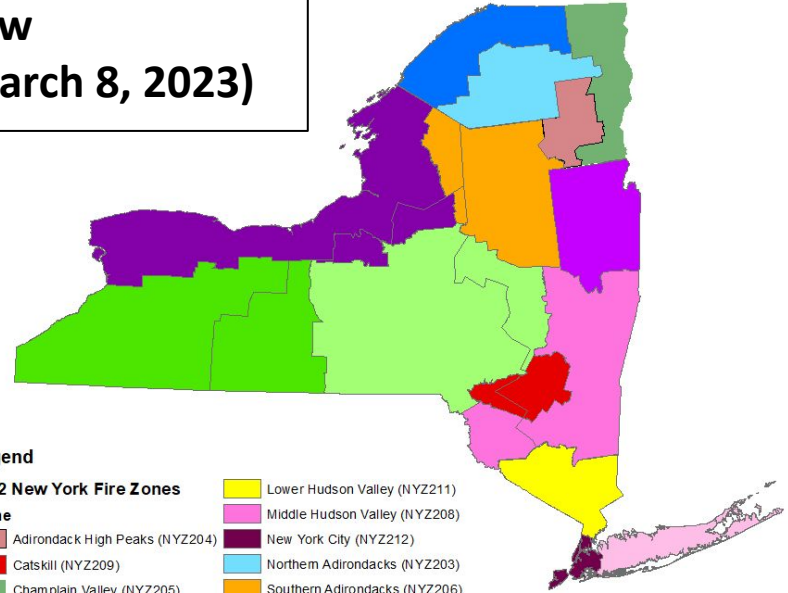 w
arch 8, 2023)
end
2 New York Fire Zones
ne
Adirondack High Peaks (NYZ204)
Catskill (NYZ209)
Champlain Valley (NYZ205)
Lower Hudson Valley (NYZ211)
Middle Hudson Valley (NYZ208)
New York City (NYZ212)
Northern Adirondacks (NYZ203)
Southern Adirondacks (NYZ206)